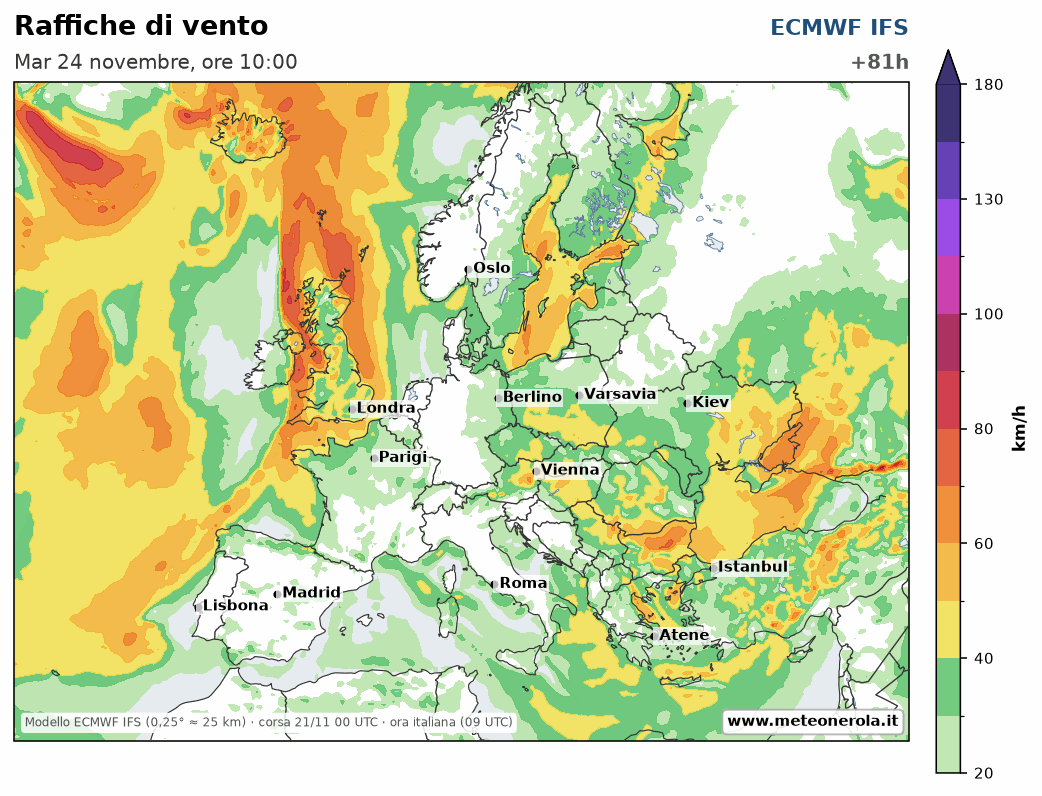 Raffiche di vento
ECMWF IFS
Mar 24 novembre, ore 10:00
+81h
180
130
100
80
60
40
20
km/h
Oslo
Berlino
Varsavia
Kiev
Londra
Parigi
Vienna
Istanbul
Roma
Madrid
Lisbona
Atene
Modello ECMWF IFS (0,25° ≈ 25 km) · corsa 21/11 00 UTC · ora italiana (09 UTC)
www.meteonerola.it